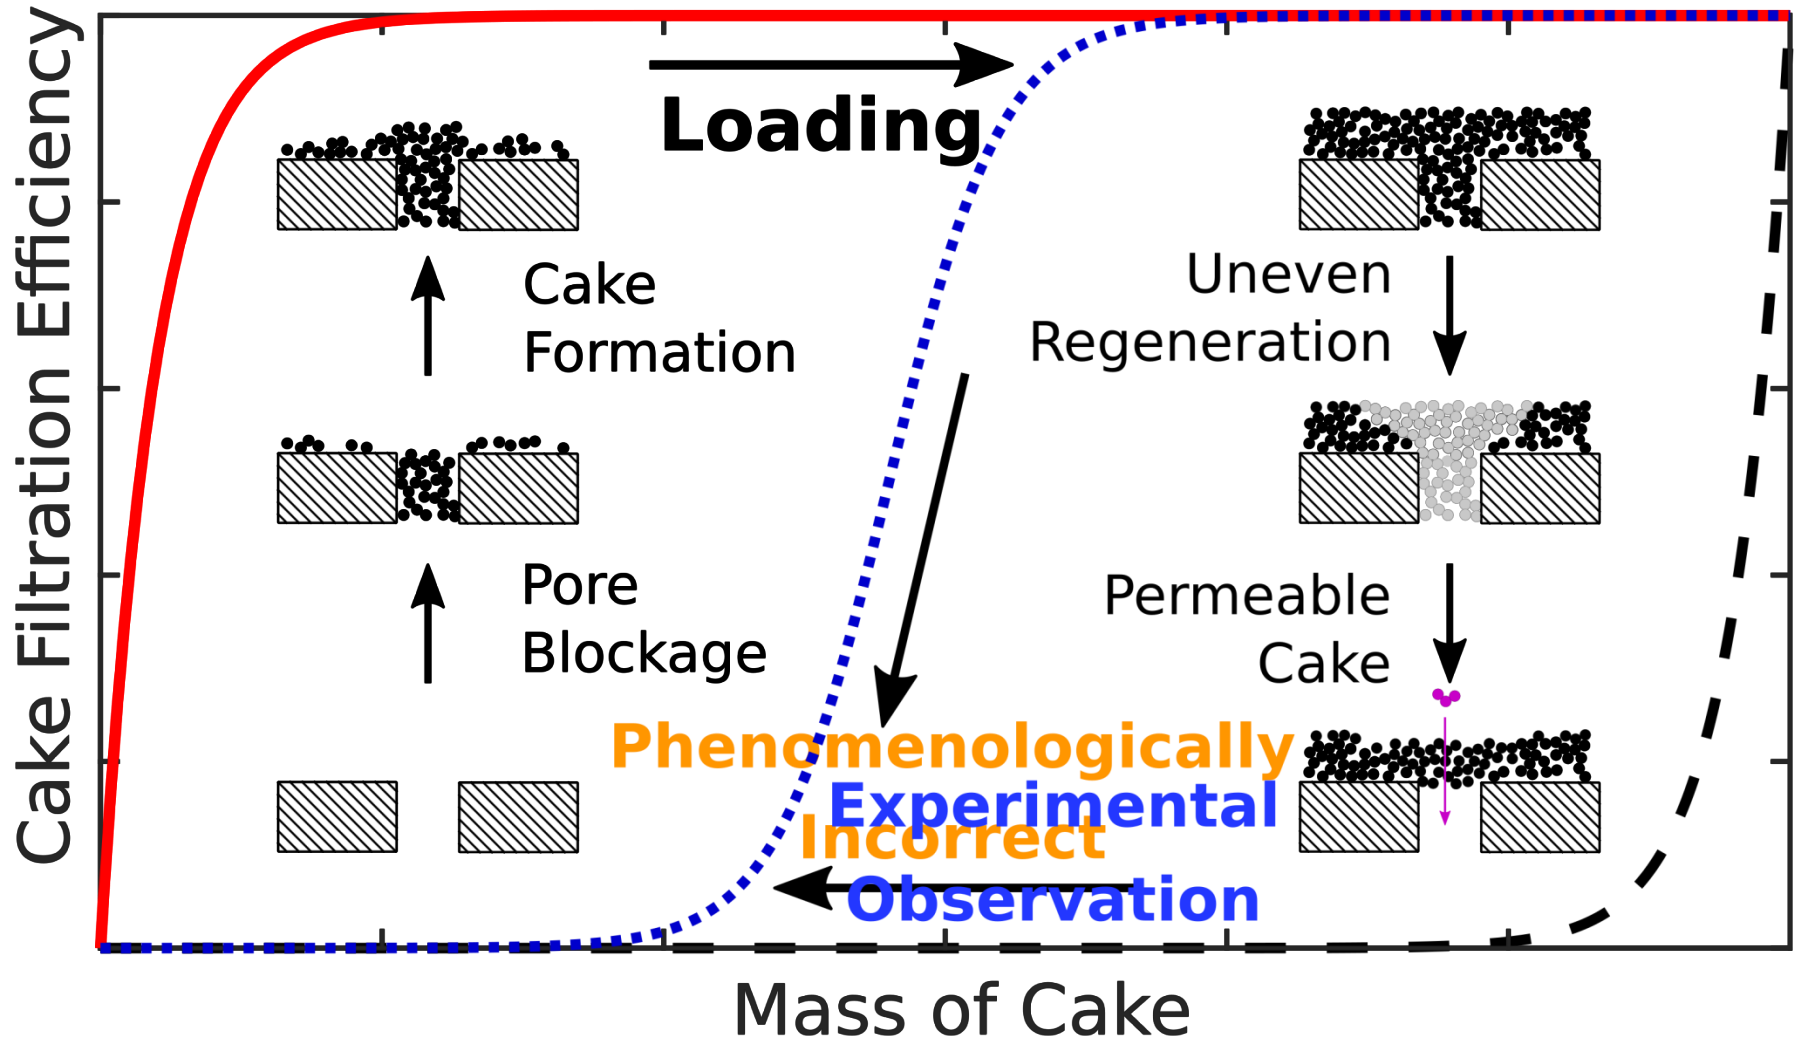 Cake Filtration Efficiency
Loading
Cake
Formation
Pore
Blockage
Uneven
Regeneration
Permeable
Cake
Phenomenologically
Incorrect
Experimental
Observation
Mass of Cake